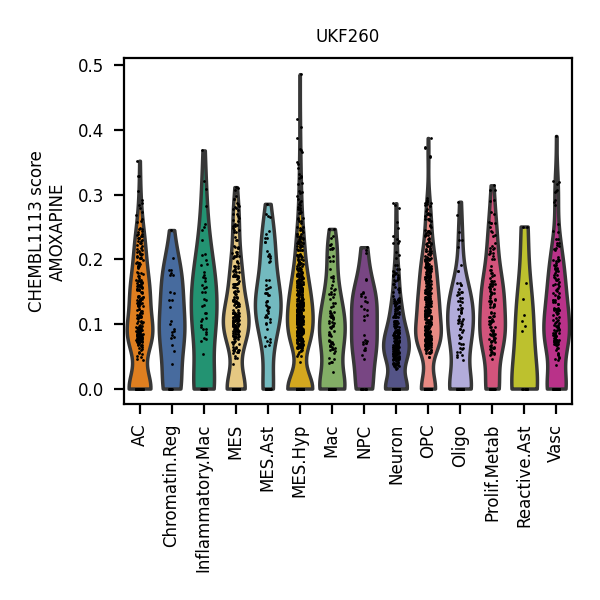 UKF260
CHEMBL1113 score
AMOXAPINE
0.5
0.4
0.3
0.2
0.1
0.0
AC
Chromatin.Reg
Inflammatory.Mac
MES
MES.Ast
MES.Hyp
Mac
NPC
Neuron
OPC
Oligo
Prolif.Metab
Reactive.Ast
Vasc